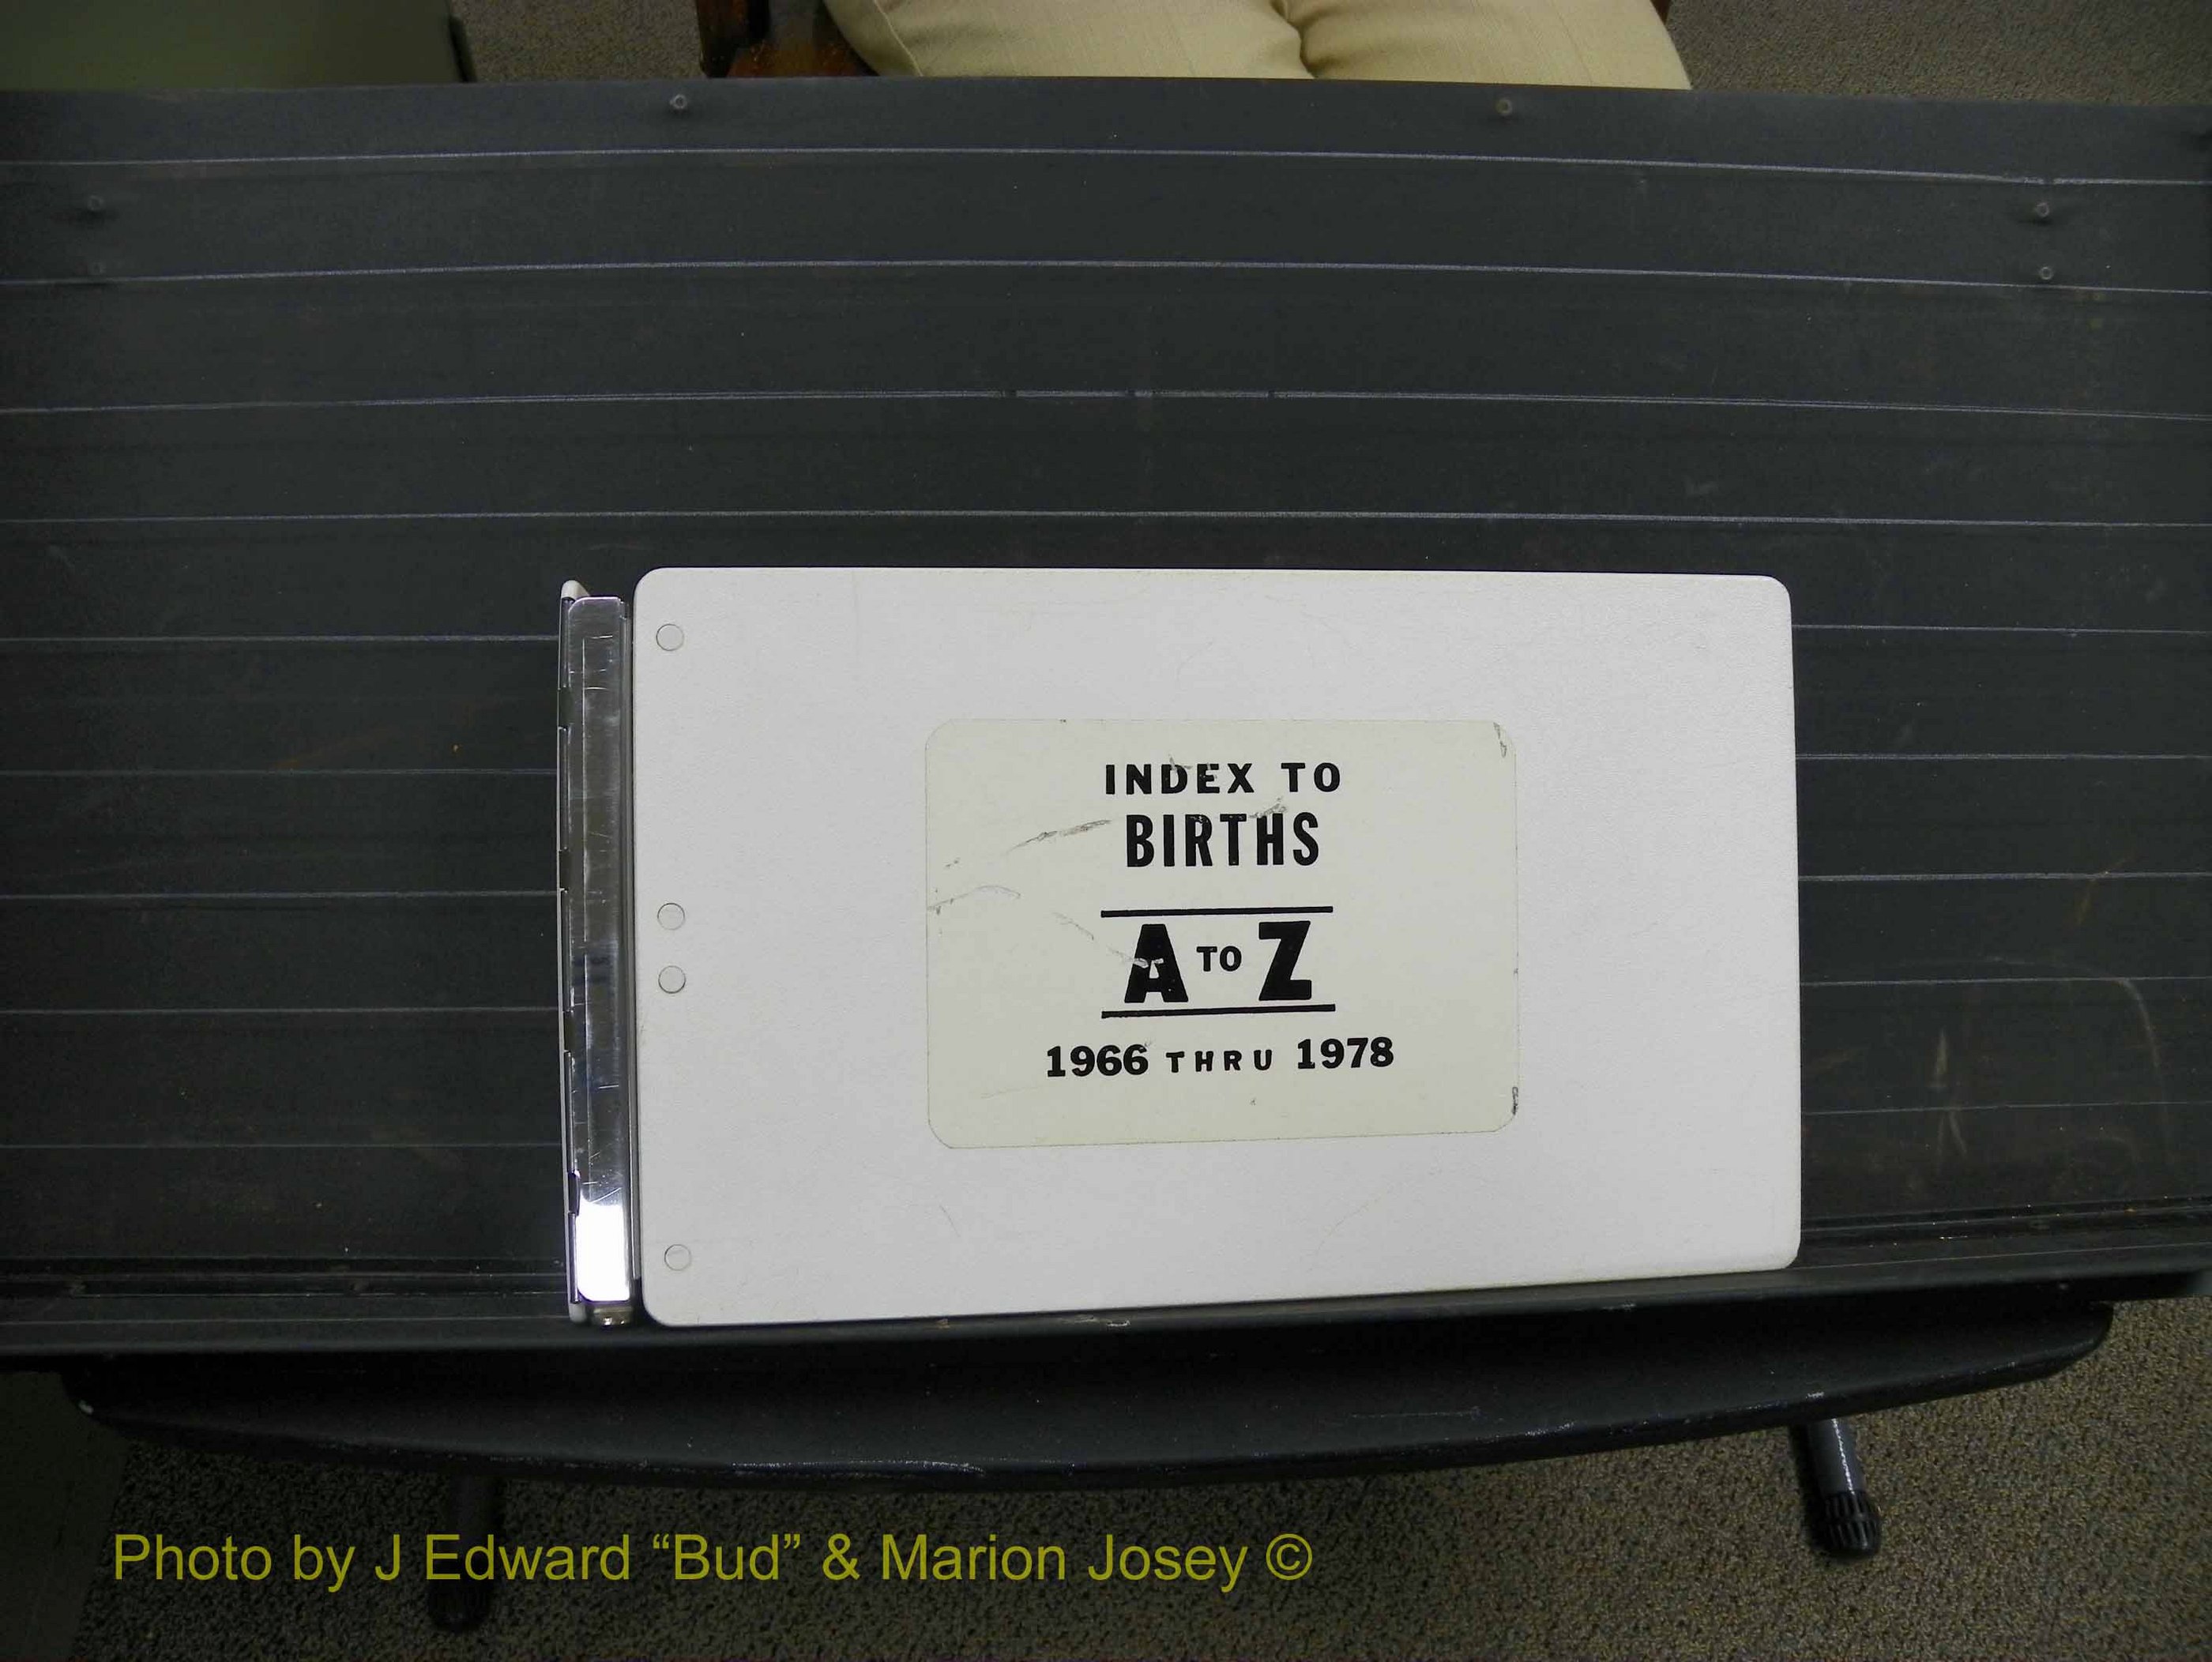 INDEX TO
BIRTHS
A TO Z
1966 THRU 1978
Photo by J Edward “Bud” & Marion Josey ©